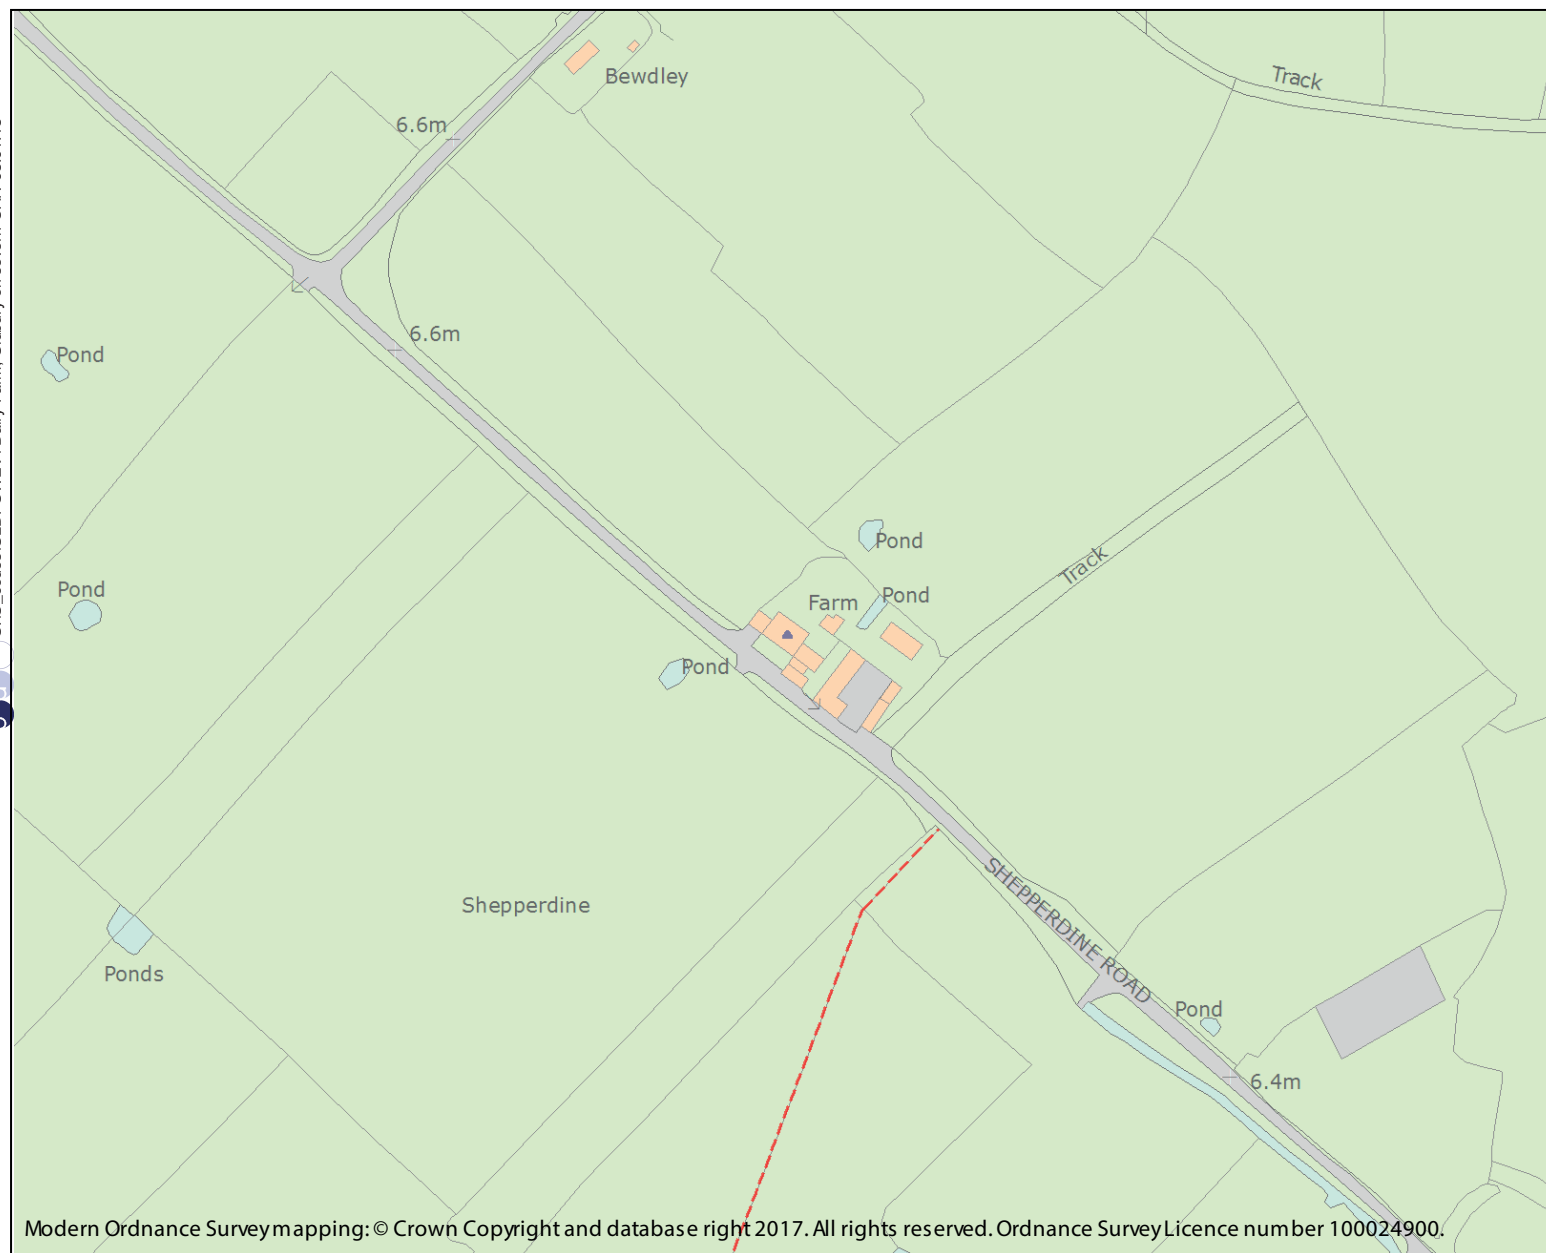 Track
Bewdley
6.6m
6.6m
Pond
Pond
Pond
Pond
Farm
Track
Pond
SHEPPERDINE ROAD
Shepperdine
Ponds
Pond
6.4m
Modern Ordnance Survey mapping: © Crown Copyright and database right 2017. All rights reserved. Ordnance Survey Licence number 100024900.